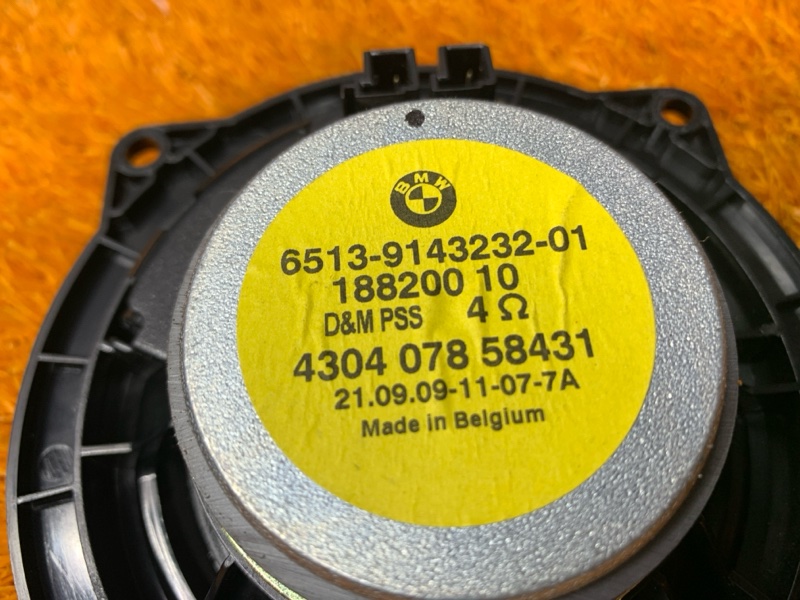 BMW
6513-9143232-01
188200 10
D&M PSS 4 Ω
4304 078 58431
21.09.09-11-07-7A
Made in Belgium